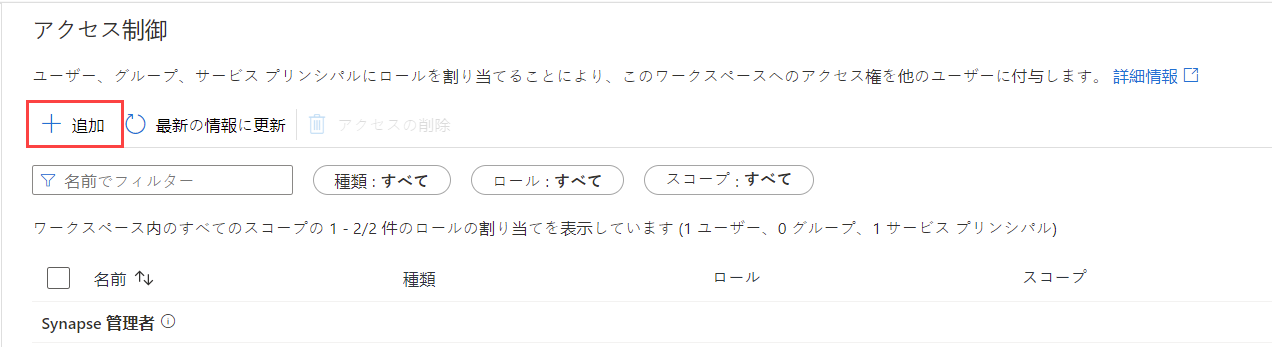 アクセス制御
ユーザー、グループ、サービス プリンシパルにロールを割り当てることにより、このワークスペースへのアクセス権を他のユーザーに付与します。 詳細情報
追加 最新の情報に更新 アクセスの削除
名前でフィルター 種類 : すべて ロール : すべて スコープ : すべて
ワークスペース内のすべてのスコープの 1 - 2/2 件のロールの割り当てを表示しています (1 ユーザー、0 グループ、1 サービス プリンシパル)
名前 種類 ロール スコープ
Synapse 管理者